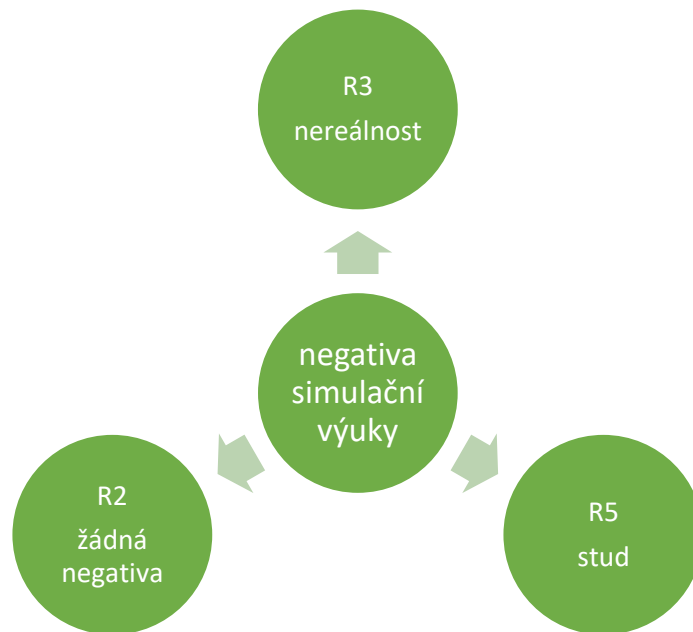 R3
nereálnost
negativa
simulační
výuky
R2
žádná
negativa
R5
stud